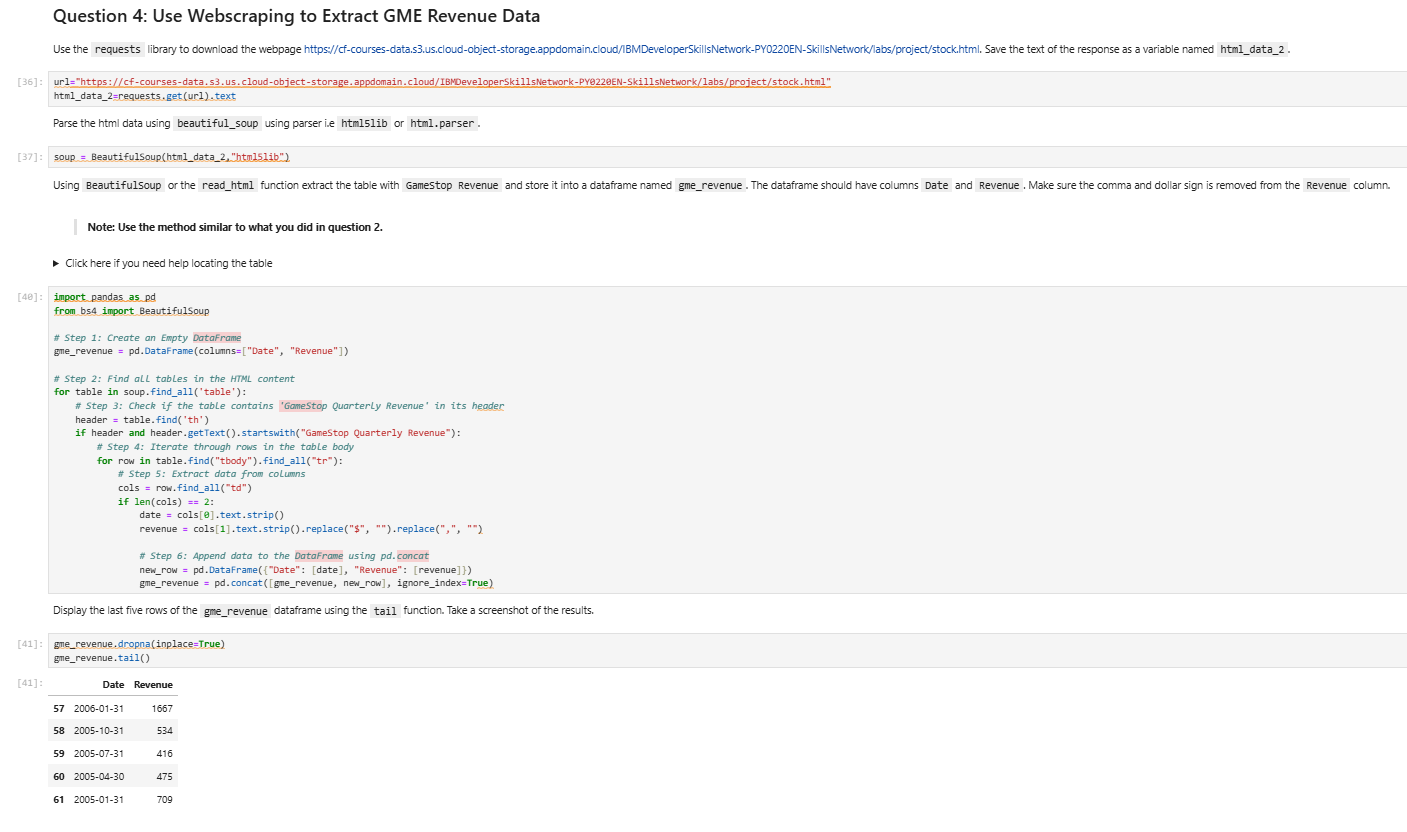 Question 4: Use Webscraping to Extract GME Revenue Data
Use the requests library to download the webpage https://cf-courses-data.s3.us.cloud-object-storage.appdomain.cloud/IBMDeveloperSkillsNetwork-PY0220EN-SkillsNetwork/labs/project/stock.html. Save the text of the response as a variable named html_data_2.
[36]: url="https://cf-courses-data.s3.us.cloud-object-storage.appdomain.cloud/IBMDeveloperSkillsNetwork-PY0220EN-SkillsNetwork/labs/project/stock.html"
html_data_2=requests.get(url).text
Parse the html data using beautiful_soup using parser i.e html5lib or html.parser.
[37]: soup = BeautifulSoup(html_data_2,"html5lib")
Using BeautifulSoup or the read_html function extract the table with GameStop Revenue and store it into a dataframe named gme_revenue. The dataframe should have columns Date and Revenue. Make sure the comma and dollar sign is removed from the Revenue column.
Note: Use the method similar to what you did in question 2.
▶ Click here if you need help locating the table
[40]: import pandas as pd
from bs4 import BeautifulSoup
# Step 1: Create an Empty DataFrame
gme_revenue = pd.DataFrame(columns=["Date", "Revenue"])
# Step 2: Find all tables in the HTML content
for table in soup.find_all('table'):
    # Step 3: Check if the table contains 'GameStop Quarterly Revenue' in its header
    header = table.find('th')
    if header and header.getText().startswith("GameStop Quarterly Revenue"):
        # Step 4: Iterate through rows in the table body
        for row in table.find("tbody").find_all("tr"):
            # Step 5: Extract data from columns
            cols = row.find_all("td")
            if len(cols) == 2:
                date = cols[0].text.strip()
                revenue = cols[1].text.strip().replace("$", "").replace(",", "")
                # Step 6: Append data to the DataFrame using pd.concat
                new_row = pd.DataFrame({"Date": [date], "Revenue": [revenue]})
                gme_revenue = pd.concat([gme_revenue, new_row], ignore_index=True)
Display the last five rows of the gme_revenue dataframe using the tail function. Take a screenshot of the results.
[41]: gme_revenue.dropna(inplace=True)
gme_revenue.tail()
[41]: Date Revenue
57 2006-01-31 1667
58 2005-10-31 534
59 2005-07-31 416
60 2005-04-30 475
61 2005-01-31 709